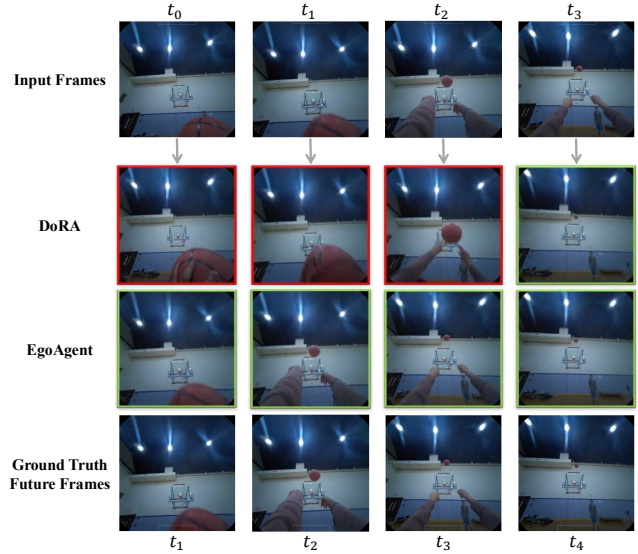 t₀ t₁ t₂ t₃
Input Frames
DoRA
EgoAgent
Ground Truth
Future Frames
t₁ t₂ t₃ t₄